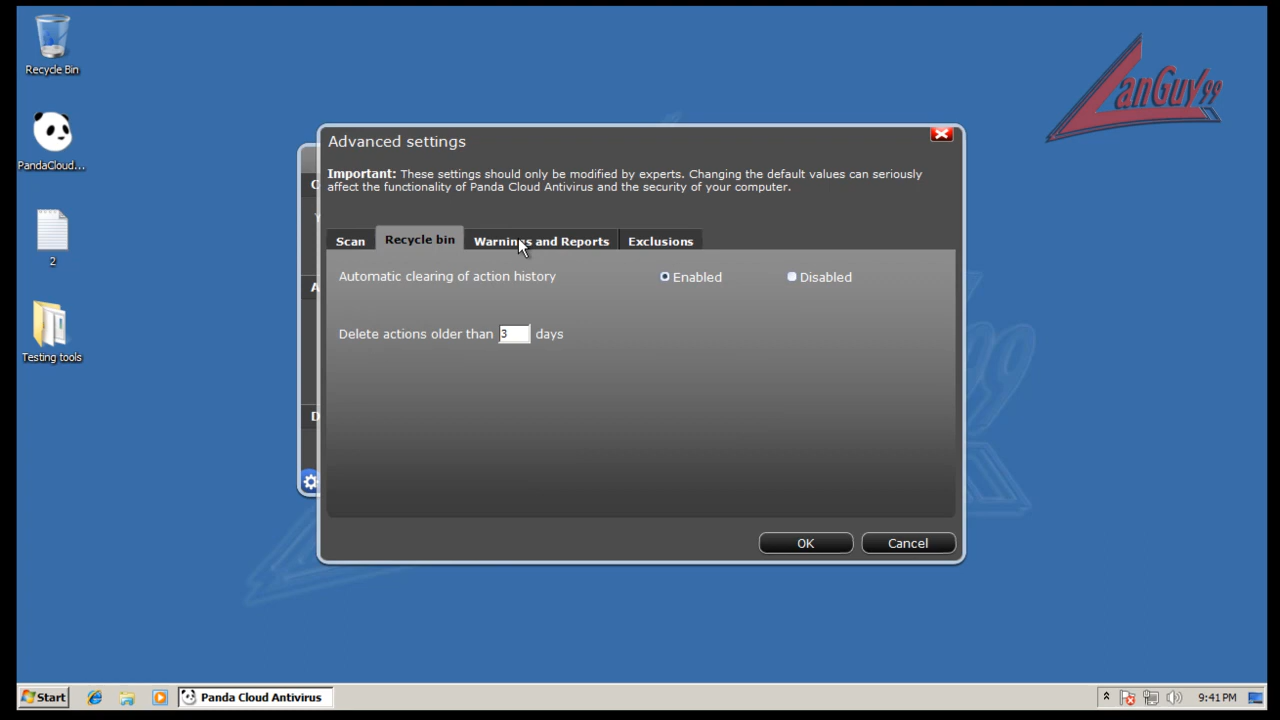 Recycle Bin
PandaCloud...
2
Testing tools
LanGuy99
Advanced settings
Important: These settings should only be modified by experts. Changing the default values can seriously
affect the functionality of Panda Cloud Antivirus and the security of your computer.
Scan Recycle bin Warnings and Reports Exclusions
Automatic clearing of action history Enabled Disabled
Delete actions older than 3 days
OK Cancel
Start Panda Cloud Antivirus 9:41 PM